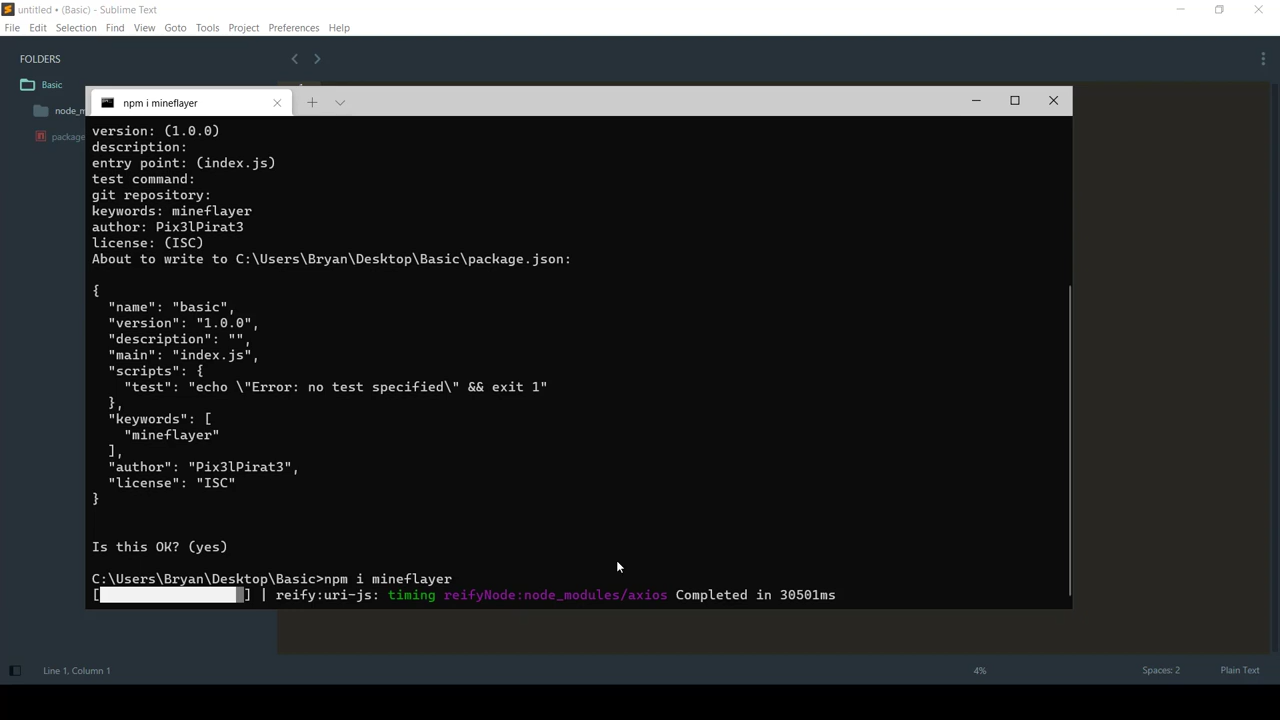 untitled • (Basic) - Sublime Text
File Edit Selection Find View Goto Tools Project Preferences Help
FOLDERS
Basic
node_m
package
npm i mineflayer
version: (1.0.0)
description:
entry point: (index.js)
test command:
git repository:
keywords: mineflayer
author: Pix3lPirat3
license: (ISC)
About to write to C:\Users\Bryan\Desktop\Basic\package.json:
{
"name": "basic",
"version": "1.0.0",
"description": "",
"main": "index.js",
"scripts": {
"test": "echo \"Error: no test specified\" && exit 1"
},
"keywords": [
"mineflayer"
],
"author": "Pix3lPirat3",
"license": "ISC"
}
Is this OK? (yes)
C:\Users\Bryan\Desktop\Basic>npm i mineflayer
[ ] | reify:uri-js: timing reifyNode:node_modules/axios Completed in 30501ms
Line 1, Column 1 4% Spaces: 2 Plain Text